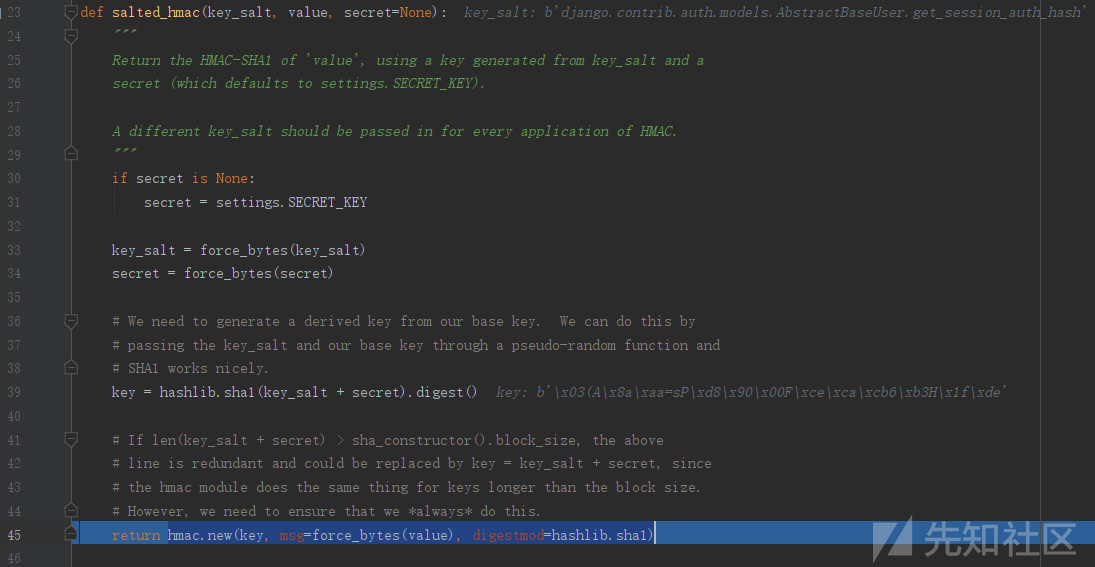 23 def salted_hmac(key_salt, value, secret=None):  key_salt: b'django.contrib.auth.models.AbstractBaseUser.get_session_auth_hash'
24     """
25     Return the HMAC-SHA1 of 'value', using a key generated from key_salt and a
26     secret (which defaults to settings.SECRET_KEY).
27
28     A different key_salt should be passed in for every application of HMAC.
29     """
30     if secret is None:
31         secret = settings.SECRET_KEY
32
33     key_salt = force_bytes(key_salt)
34     secret = force_bytes(secret)
35
36     # We need to generate a derived key from our base key.  We can do this by
37     # passing the key_salt and our base key through a pseudo-random function and
38     # SHA1 works nicely.
39     key = hashlib.sha1(key_salt + secret).digest()  key: b'\x03(A\x8a\xaa=sP\xd8\x90\x00F\xce\xca\xcb6\xb3H\x1f\xde'
40
41     # If len(key_salt + secret) > sha_constructor().block_size, the above
42     # line is redundant and could be replaced by key = key_salt + secret, since
43     # the hmac module does the same thing for keys longer than the block size.
44     # However, we need to ensure that we *always* do this.
45     return hmac.new(key, msg=force_bytes(value), digestmod=hashlib.sha1)
46
先知社区